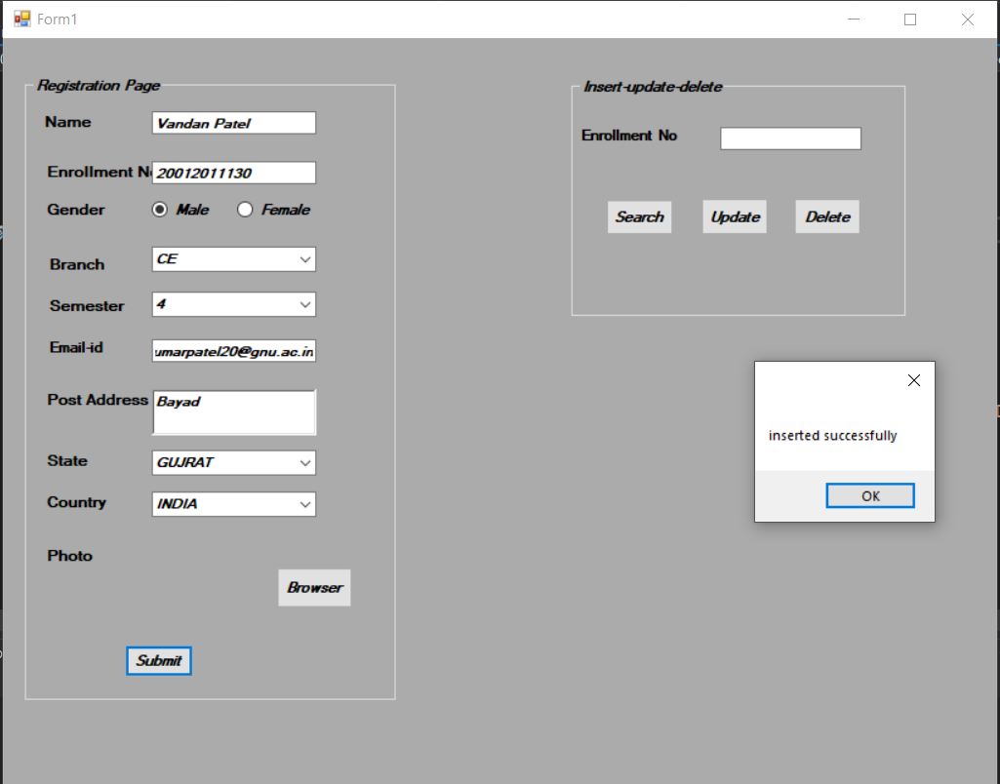 Form1
Registration Page
Name Vandan Patel
Enrollment No 20012011130
Gender Male Female
Branch CE
Semester 4
Email-id umarpatel20@gnu.ac.in
Post Address Bayad
State GUJRAT
Country INDIA
Photo
Browser
Submit
Insert-update-delete
Enrollment No
Search Update Delete
inserted successfully
OK